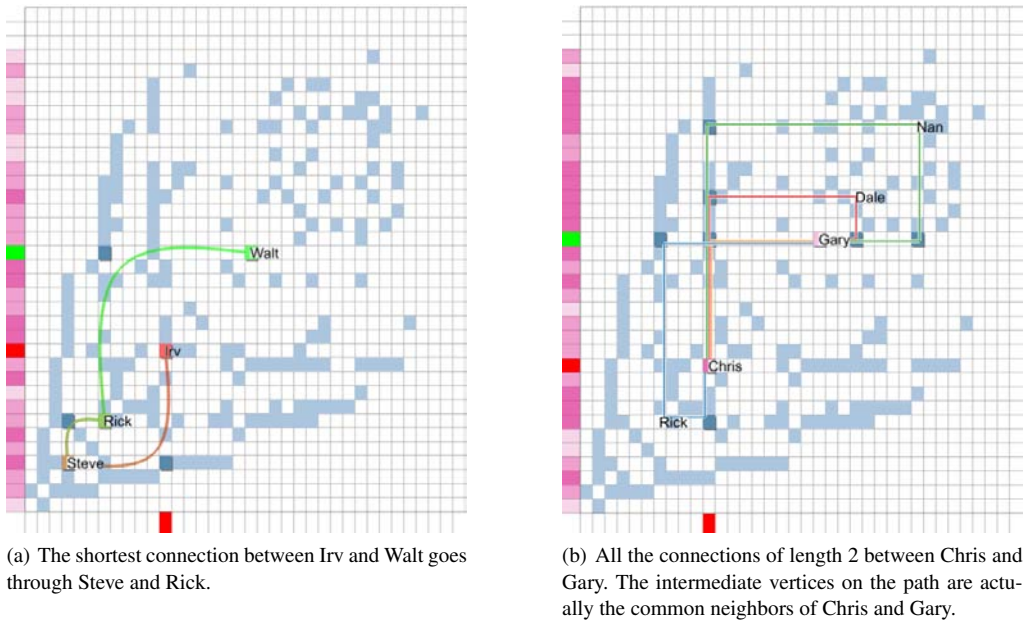 Walt
Irv
Rick
Steve
Nan
Dale
Gary
Chris
Rick
(a) The shortest connection between Irv and Walt goes
through Steve and Rick.
(b) All the connections of length 2 between Chris and
Gary. The intermediate vertices on the path are actu-
ally the common neighbors of Chris and Gary.